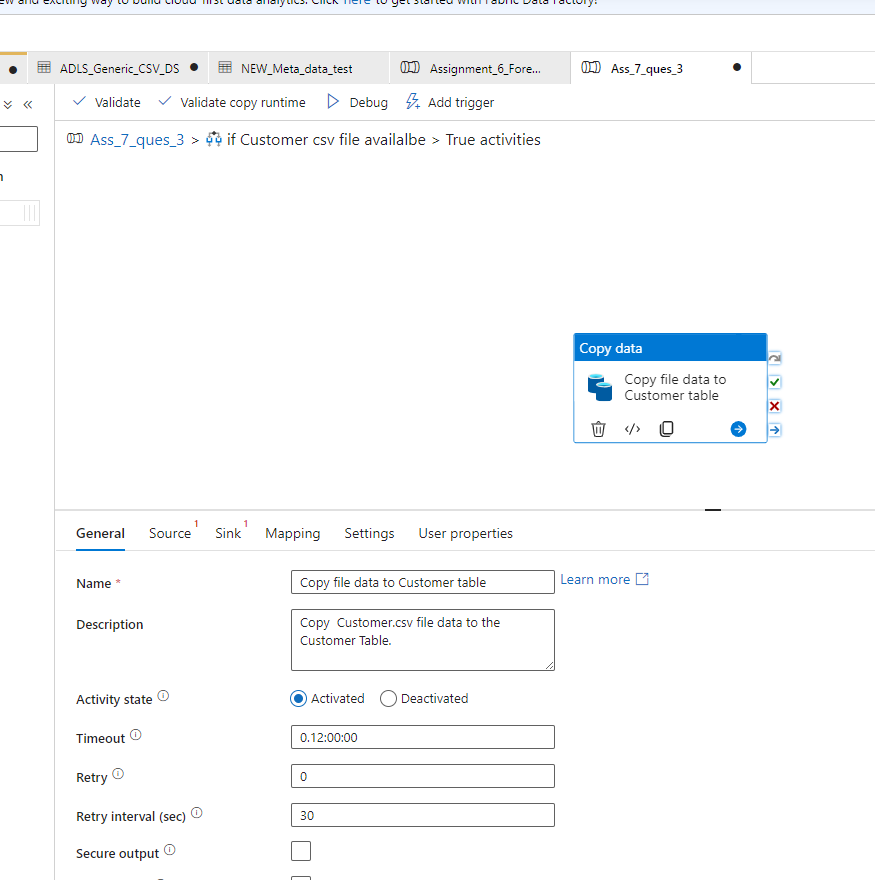 ew and exciting way to build cloud-first data analytics. Click here to get started with Fabric Data Factory!
ADLS_Generic_CSV_DS
NEW_Meta_data_test
Assignment_6_Fore...
Ass_7_ques_3
Validate
Validate copy runtime
Debug
Add trigger
Ass_7_ques_3 > if Customer csv file availalbe > True activities
n
Copy data
Copy file data to
Customer table
General
Source 1
Sink 1
Mapping
Settings
User properties
Name *
Copy file data to Customer table
Learn more
Description
Copy  Customer.csv file data to the
Customer Table.
Activity state
Activated
Deactivated
Timeout
0.12:00:00
Retry
0
Retry interval (sec)
30
Secure output